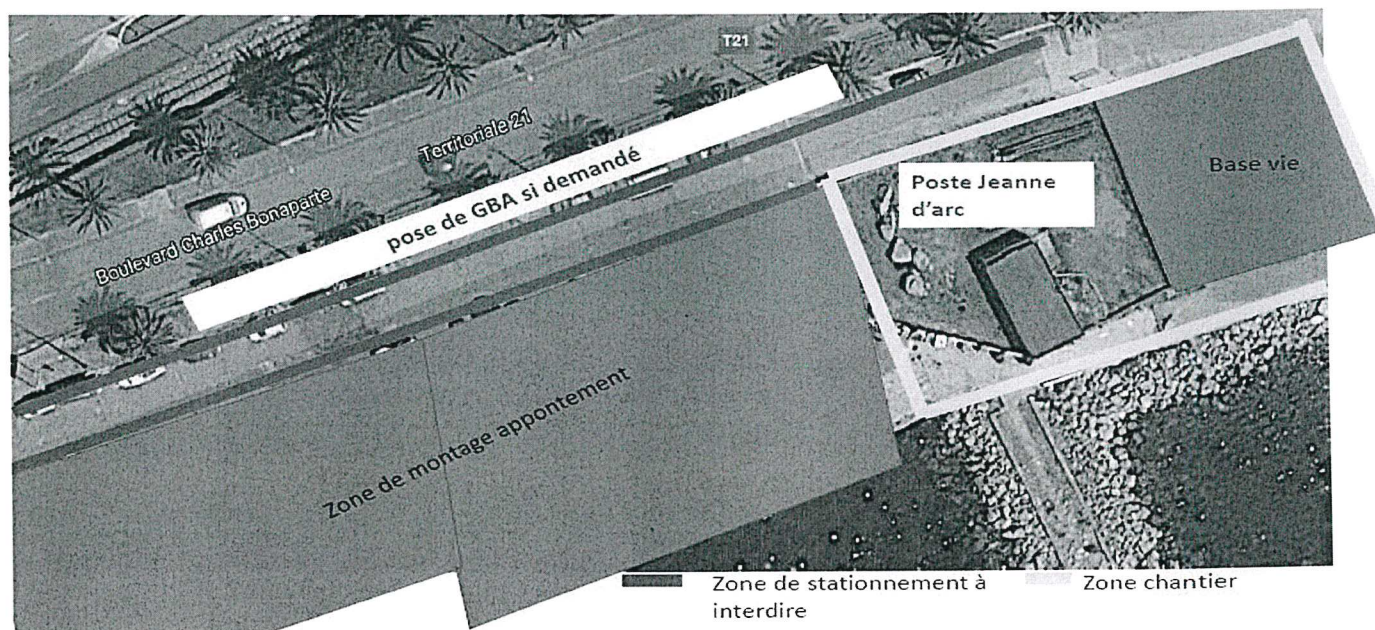 T21
Territoriale 21
Boulevard Charles Bonaparte
pose de GBA si demandé
Poste Jeanne
d'arc
Base vie
Zone de montage appontement
Zone de stationnement à
interdire
Zone chantier